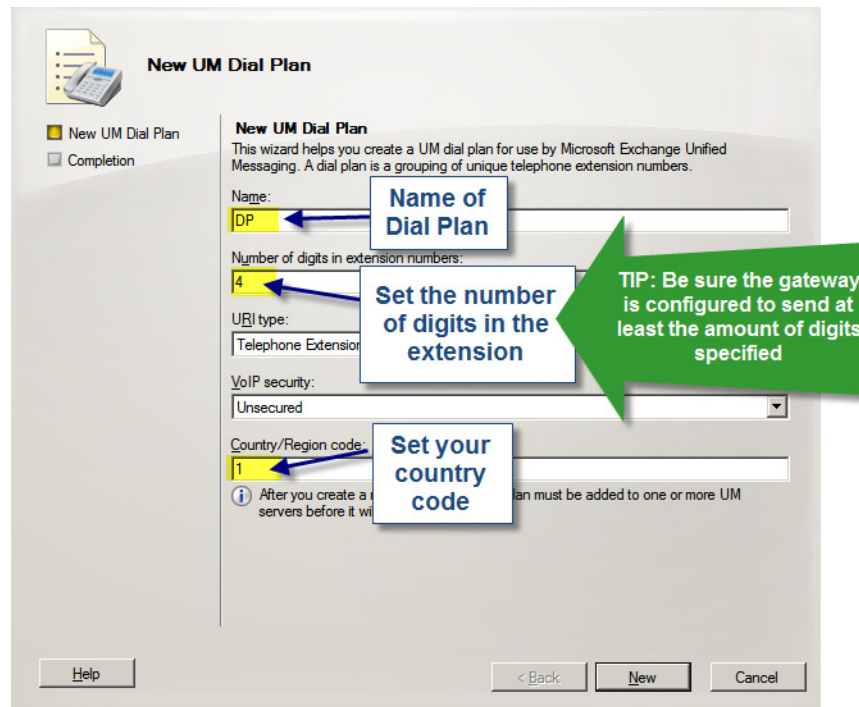 New UM Dial Plan
New UM Dial Plan
Completion
New UM Dial Plan
This wizard helps you create a UM dial plan for use by Microsoft Exchange Unified
Messaging. A dial plan is a grouping of unique telephone extension numbers.
Name:
DP
Name of
Dial Plan
Number of digits in extension numbers:
4
Set the number
of digits in the
extension
TIP: Be sure the gateway
is configured to send at
least the amount of digits
specified
URI type:
Telephone Extension
VoIP security:
Unsecured
Country/Region code:
1
Set your
country
code
After you create a lan must be added to one or more UM
servers before it wi
Help
< Back
New
Cancel